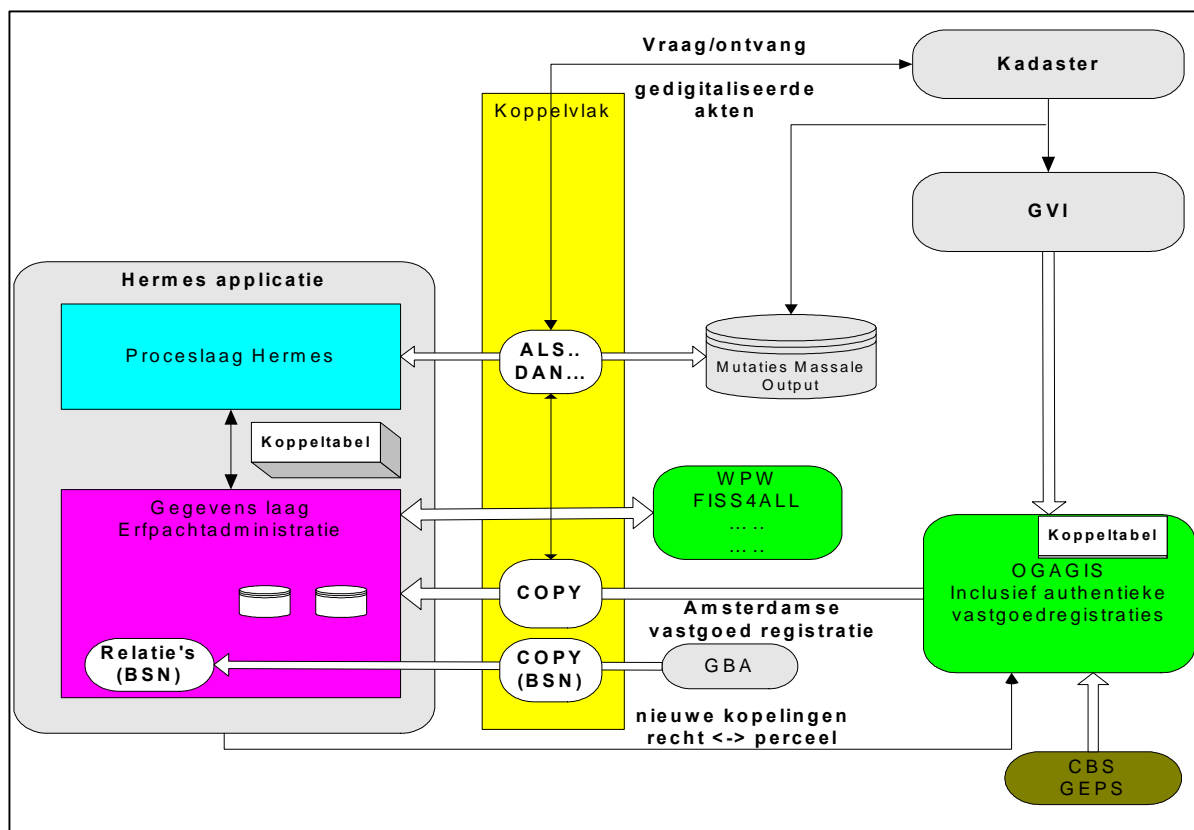 Vraag/ontvang
gedigitaliseerde
akten
Kadaster
Koppelvlak
GVI
Hermes applicatie
Proceslaag Hermes
ALS..
DAN...
Mutaties Massale
Output
Koppeltabel
Gegevens laag
Erfpachtadministratie
WPW
FISS4ALL
... ..
... ..
Koppeltabel
OGAGIS
Inclusief authentieke
vastgoedregistraties
COPY
Amsterdamse
vastgoed registratie
Relatie's
(BSN)
COPY
(BSN)
GBA
nieuwe kopelingen
recht <-> perceel
CBS
GEPS